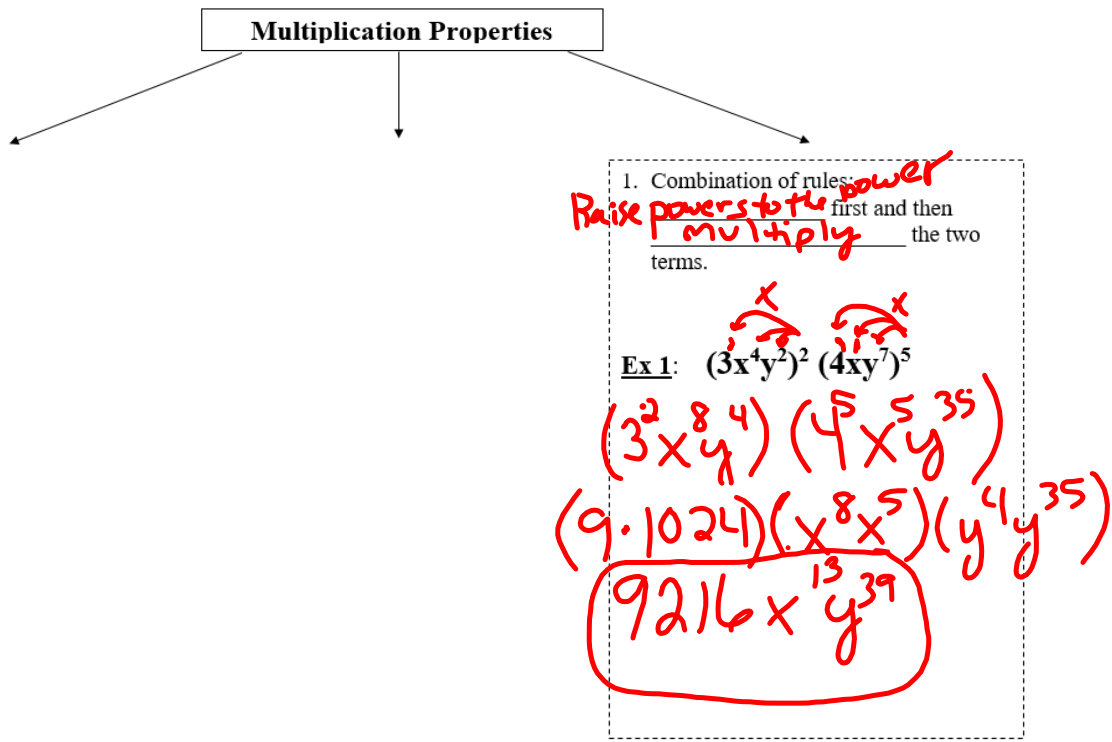 Multiplication Properties
1. Combination of rules:
Raise powers to the power first and then
multiply the two
terms.
x x
Ex 1: (3x⁴y²)² (4xy⁷)⁵
(3²x⁸y⁴) (4⁵x⁵y³⁵)
(9·1024)(x⁸x⁵)(y⁴y³⁵)
9216x¹³y³⁹